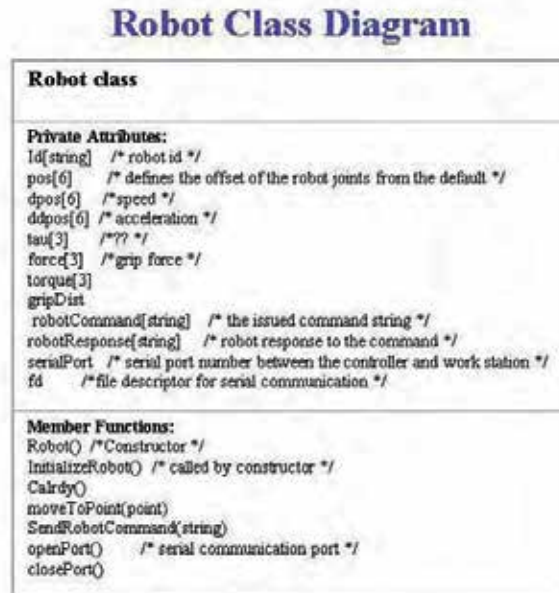 Robot Class Diagram
Robot class
Private Attributes:
Id[string] /* robot id */
pos[6] /* defines the offset of the robot joints from the default */
dpos[6] /*speed */
ddpos[6] /* acceleration */
tau[3] /*?? */
force[3] /*grip force */
torque[3]
gripDist
robotCommand[string] /* the issued command string */
robotResponse[string] /* robot response to the command */
serialPort /* serial port number between the controller and work station */
fd /*file descriptor for serial communication */
Member Functions:
Robot() /*Constructor */
InitializeRobot() /* called by constructor */
Calrdy()
moveToPoint(point)
SendRobotCommand(string)
openPort() /* serial communication port */
closePort()